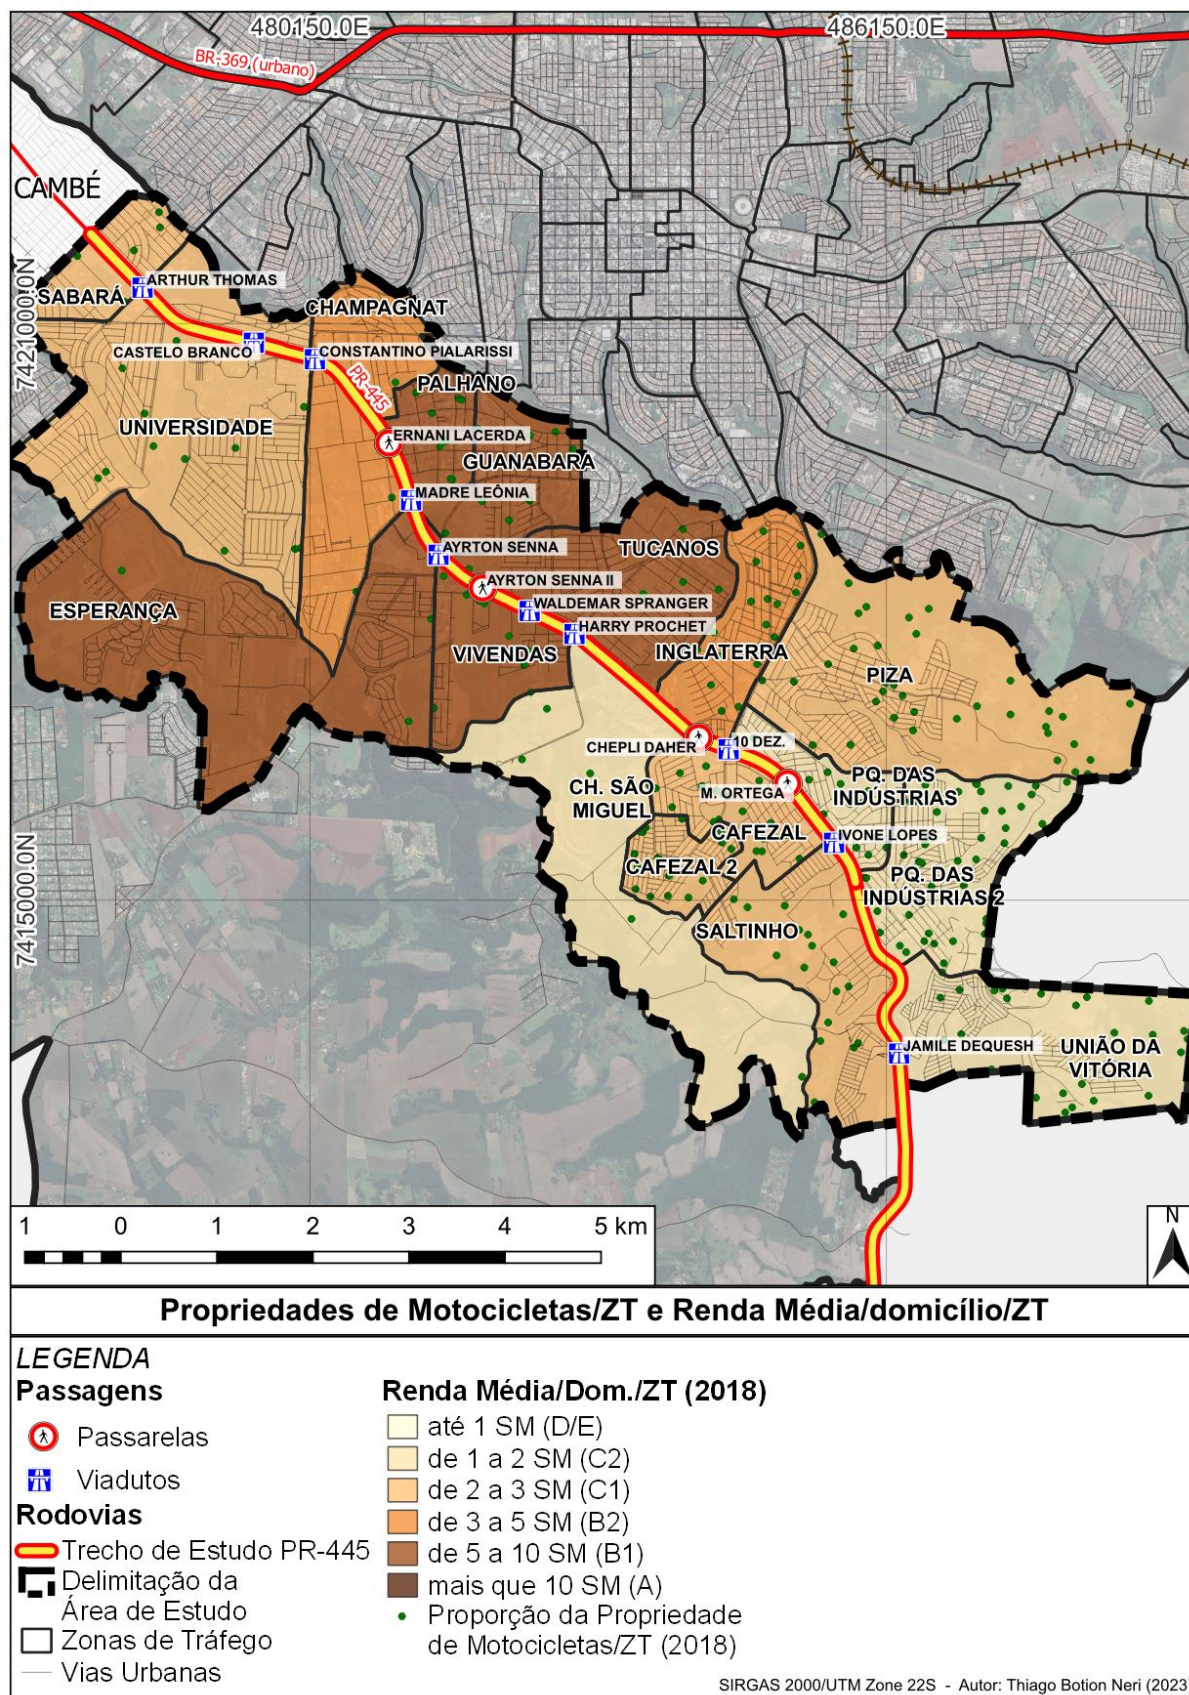 480150.0E
486150.0E
BR-369 (urbano)
CAMBÉ
7421000.0N
ARTHUR THOMAS
SABARÁ
CHAMPAGNAT
CASTELO BRANCO
CONSTANTINO PIALARISSI
PR-445
PALHANO
UNIVERSIDADE
ERNANI LACERDA
GUANABARA
MADRE LEÔNIA
AYRTON SENNA
TUCANOS
AYRTON SENNA II
ESPERANÇA
WALDEMAR SPRANGER
HARRY PROCHET
VIVENDAS
INGLATERRA
PIZA
CHEPLI DAHER
10 DEZ.
CH. SÃO
MIGUEL
M. ORTEGA
PQ. DAS
INDÚSTRIAS
CAFEZAL
IVONE LOPES
CAFEZAL 2
PQ. DAS
INDÚSTRIAS 2
7415000.0N
SALTINHO
JAMILE DEQUESH
UNIÃO DA
VITÓRIA
1 0 1 2 3 4 5 km
N
Propriedades de Motocicletas/ZT e Renda Média/domicílio/ZT
LEGENDA
Passagens
Passarelas
Viadutos
Rodovias
Trecho de Estudo PR-445
Delimitação da
Área de Estudo
Zonas de Tráfego
Vias Urbanas
Renda Média/Dom./ZT (2018)
até 1 SM (D/E)
de 1 a 2 SM (C2)
de 2 a 3 SM (C1)
de 3 a 5 SM (B2)
de 5 a 10 SM (B1)
mais que 10 SM (A)
Proporção da Propriedade
de Motocicletas/ZT (2018)
SIRGAS 2000/UTM Zone 22S - Autor: Thiago Botion Neri (2023)